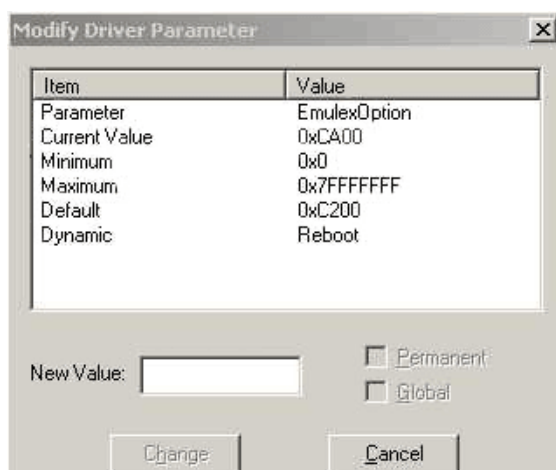 Modify Driver Parameter
Item Value
Parameter EmulexOption
Current Value 0xCA00
Minimum 0x0
Maximum 0x7FFFFFFF
Default 0xC200
Dynamic Reboot
New Value:
Permanent
Global
Change Cancel